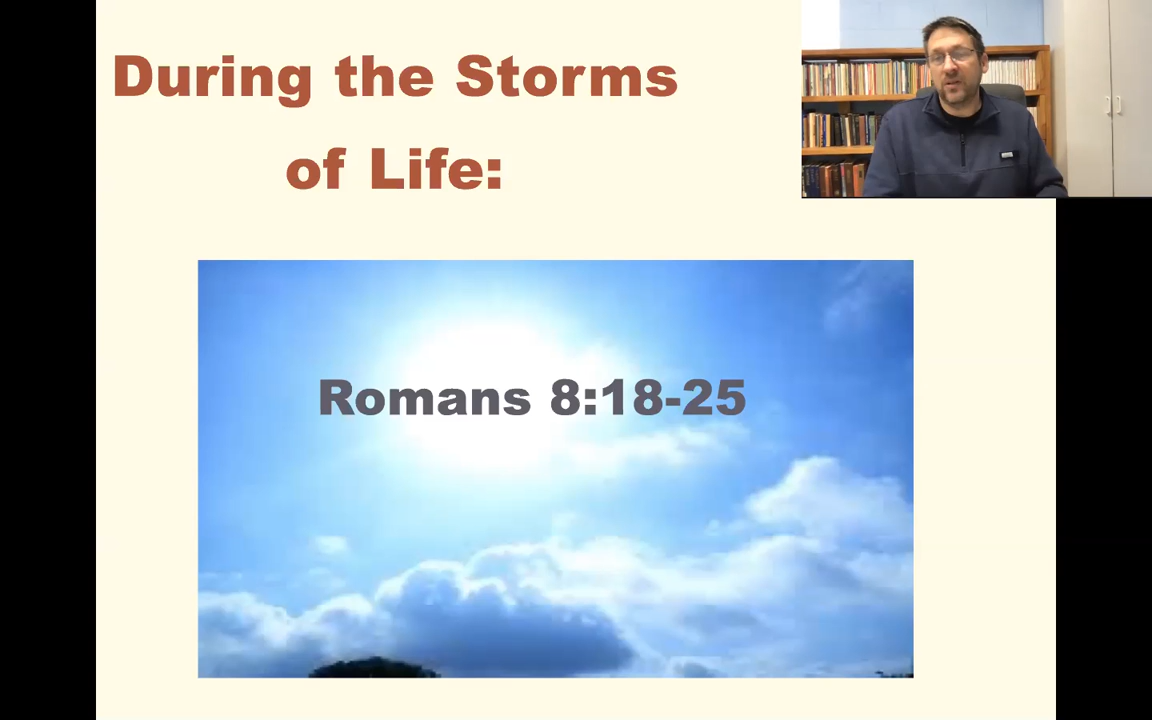 During the Storms
of Life:
Romans 8:18-25